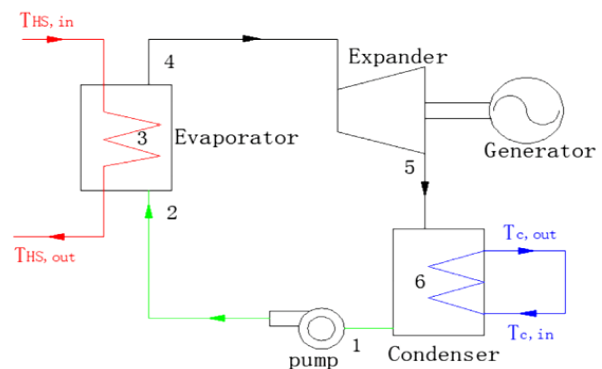 THS, in
4
Expander
3
Evaporator
Generator
5
2
THS, out
Tc, out
6
Tc, in
1
pump
Condenser